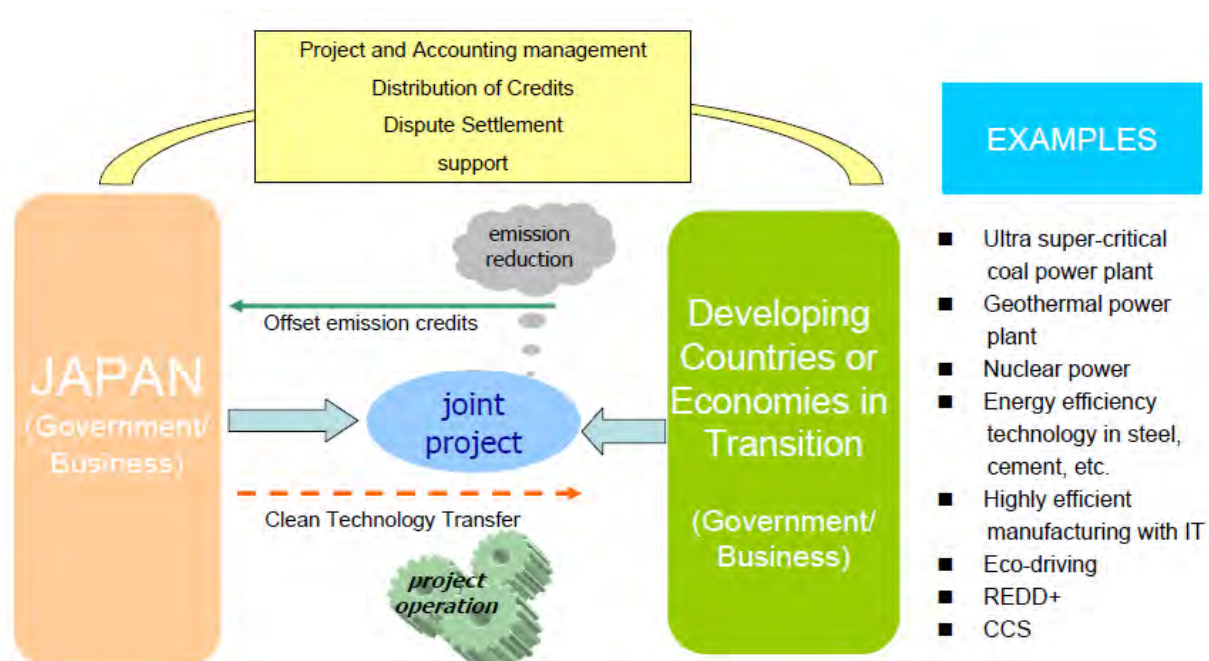 Project and Accounting management
Distribution of Credits
Dispute Settlement
support
EXAMPLES
JAPAN
(Government/
Business)
emission
reduction
Offset emission credits
joint
project
Clean Technology Transfer
project
operation
Developing
Countries or
Economies in
Transition
(Government/
Business)
■ Ultra super-critical
coal power plant
■ Geothermal power
plant
■ Nuclear power
■ Energy efficiency
technology in steel,
cement, etc.
■ Highly efficient
manufacturing with IT
■ Eco-driving
■ REDD+
■ CCS